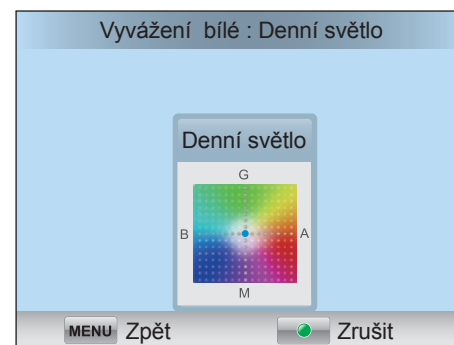 Vyvážení bílé : Denní světlo
Denní světlo
G
B A
M
MENU Zpět Zrušit